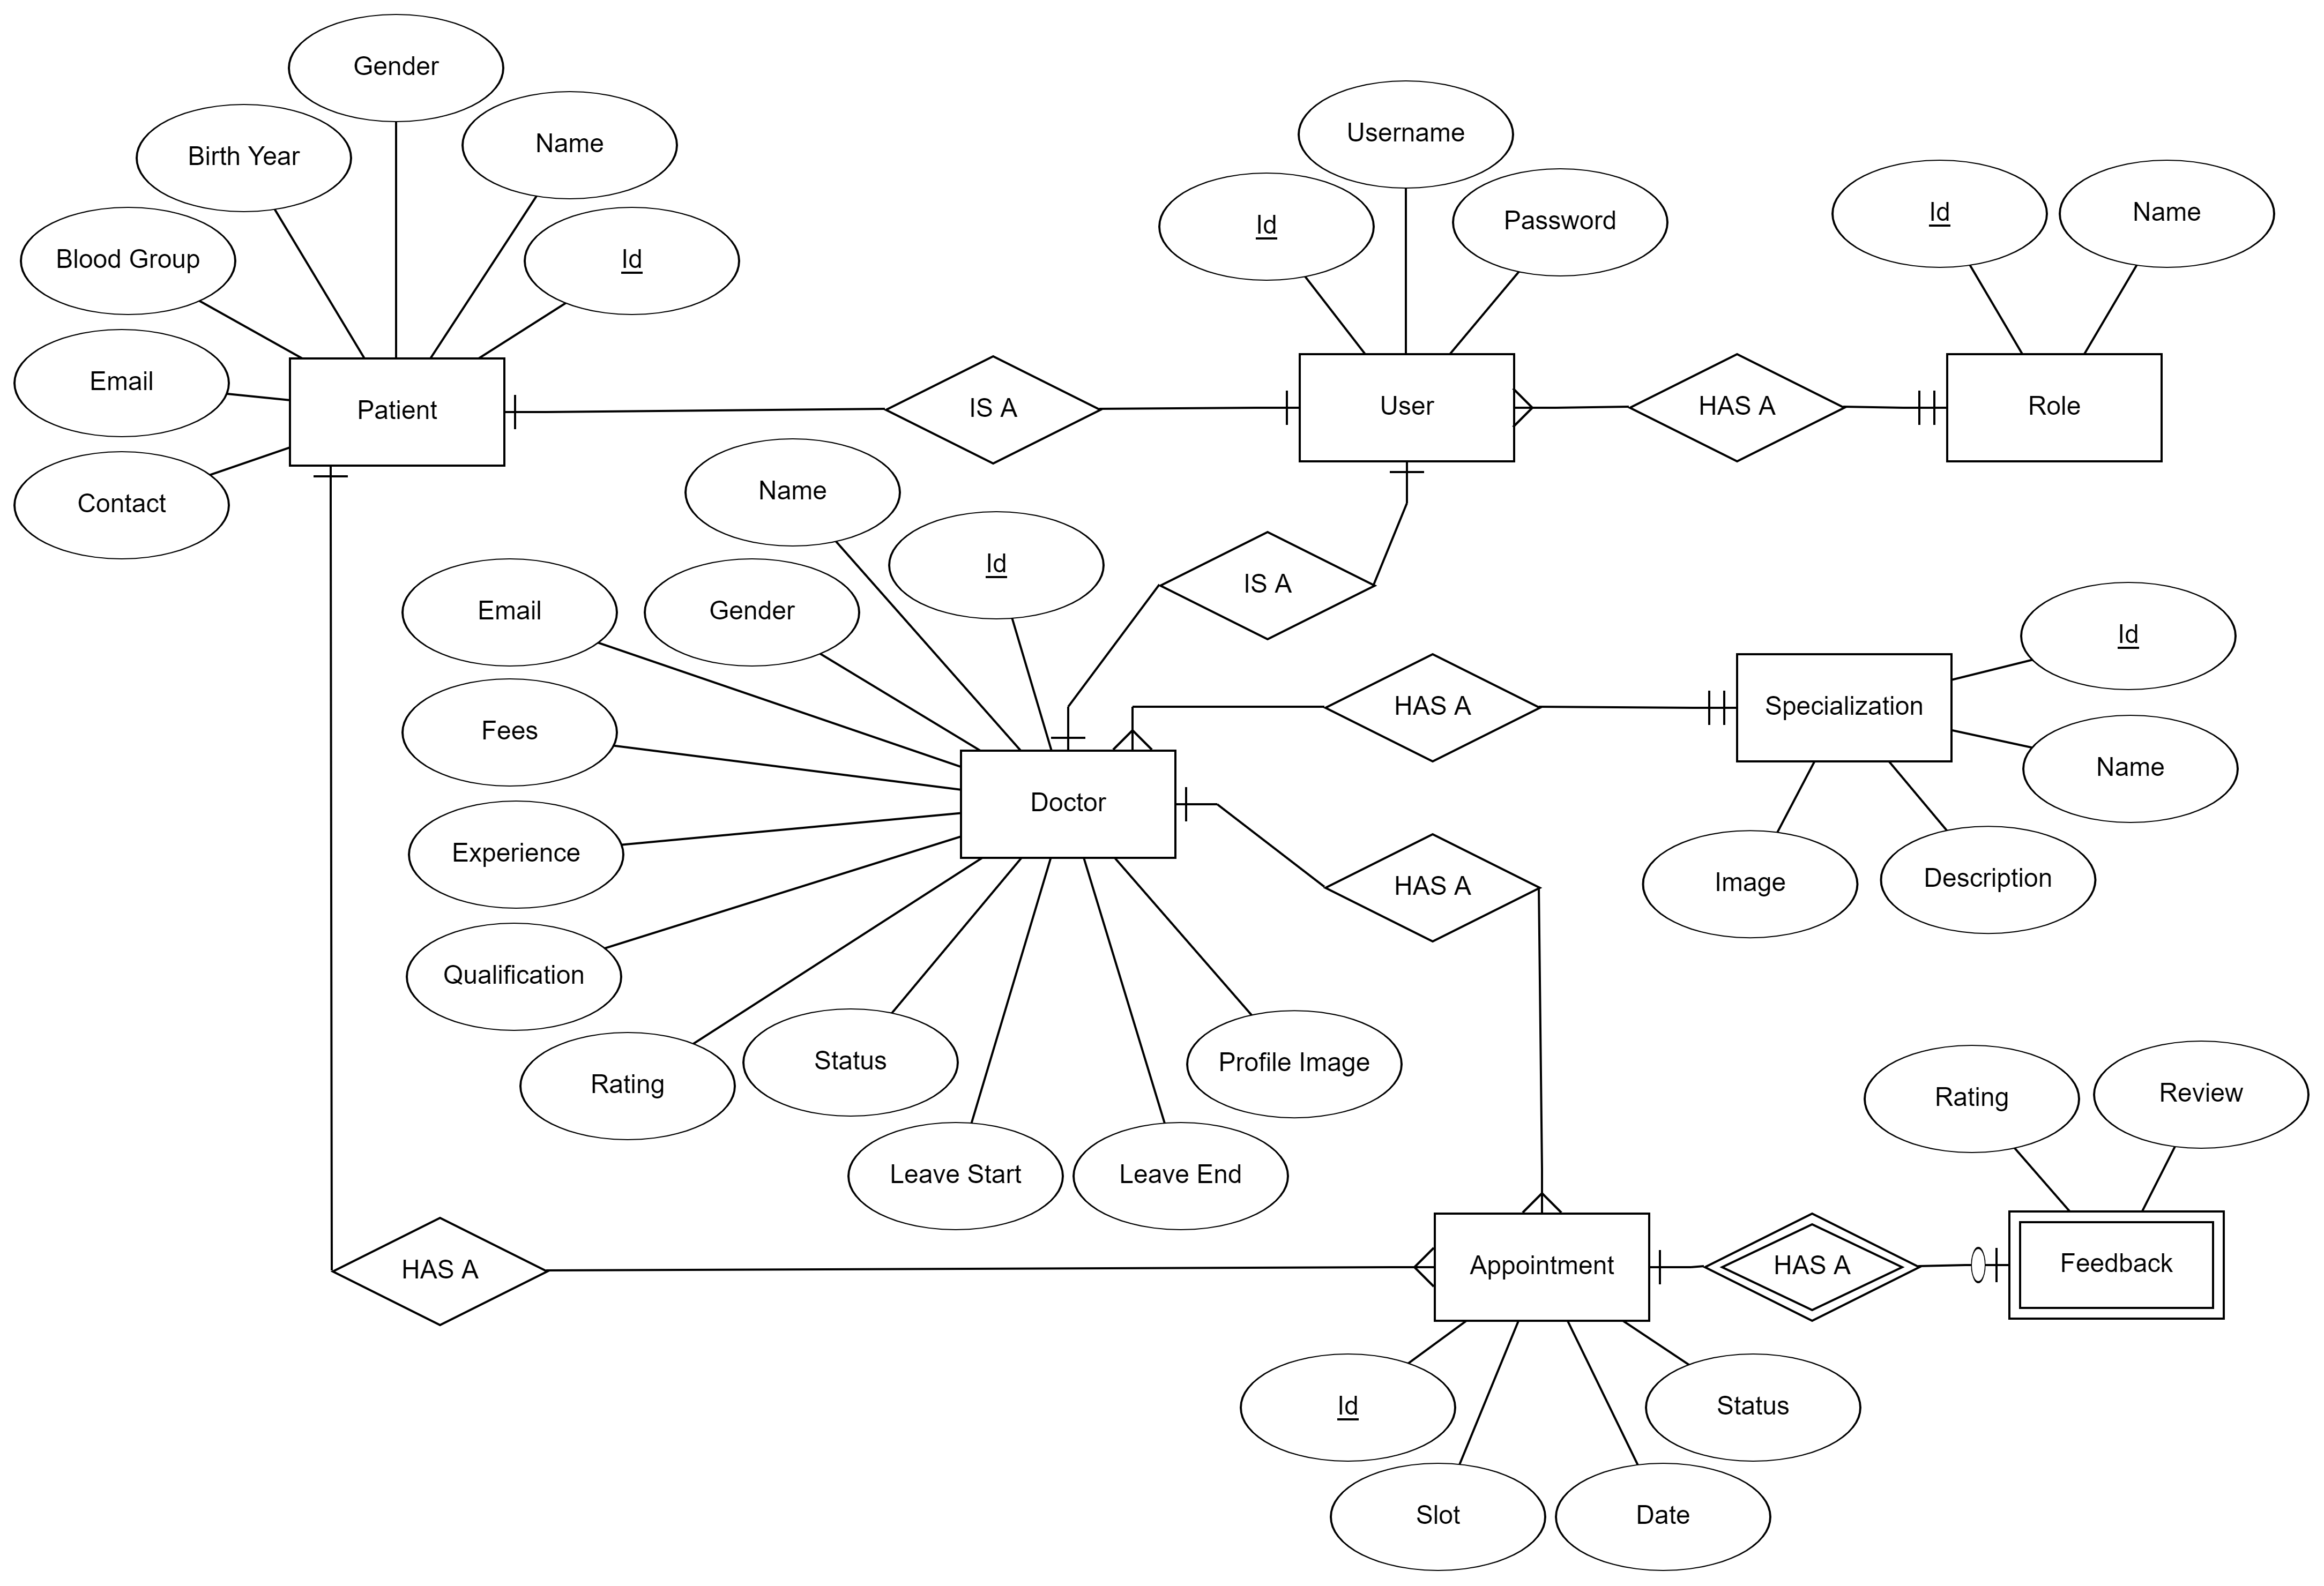 Gender
Username
Name
Birth Year
Id
Name
Password
Id
Blood Group
Id
Email
Patient
IS A
User
HAS A
Role
Name
Contact
Id
IS A
Email
Gender
Id
HAS A
Specialization
Fees
Name
Doctor
Experience
HAS A
Image
Description
Qualification
Status
Profile Image
Rating
Rating
Review
Leave Start
Leave End
HAS A
Appointment
HAS A
Feedback
Id
Status
Slot
Date